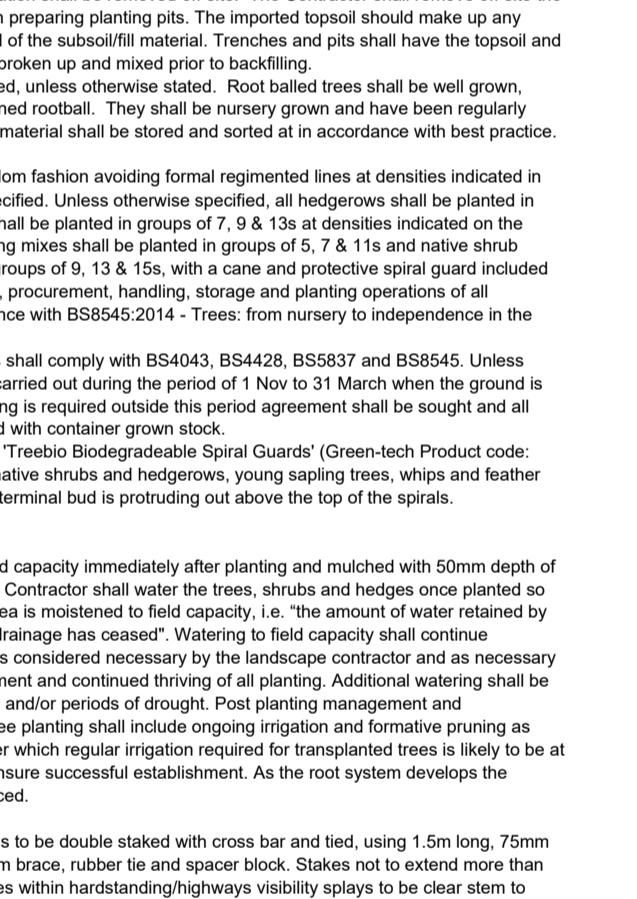 preparing planting pits. The imported topsoil should make up any
of the subsoil/fill material. Trenches and pits shall have the topsoil and
broken up and mixed prior to backfilling.
ed, unless otherwise stated. Root balled trees shall be well grown,
ned rootball. They shall be nursery grown and have been regularly
material shall be stored and sorted at in accordance with best practice.
dom fashion avoiding formal regimented lines at densities indicated in
ecified. Unless otherwise specified, all hedgerows shall be planted in
hall be planted in groups of 7, 9 & 13s at densities indicated on the
ng mixes shall be planted in groups of 5, 7 & 11s and native shrub
groups of 9, 13 & 15s, with a cane and protective spiral guard included
, procurement, handling, storage and planting operations of all
nce with BS8545:2014 - Trees: from nursery to independence in the
shall comply with BS4043, BS4428, BS5837 and BS8545. Unless
carried out during the period of 1 Nov to 31 March when the ground is
ng is required outside this period agreement shall be sought and all
d with container grown stock.
'Treebio Biodegradeable Spiral Guards' (Green-tech Product code:
native shrubs and hedgerows, young sapling trees, whips and feather
terminal bud is protruding out above the top of the spirals.
d capacity immediately after planting and mulched with 50mm depth of
Contractor shall water the trees, shrubs and hedges once planted so
ea is moistened to field capacity, i.e. “the amount of water retained by
drainage has ceased". Watering to field capacity shall continue
s considered necessary by the landscape contractor and as necessary
ment and continued thriving of all planting. Additional watering shall be
and/or periods of drought. Post planting management and
ee planting shall include ongoing irrigation and formative pruning as
er which regular irrigation required for transplanted trees is likely to be at
nsure successful establishment. As the root system develops the
ced.
s to be double staked with cross bar and tied, using 1.5m long, 75mm
m brace, rubber tie and spacer block. Stakes not to extend more than
es within hardstanding/highways visibility splays to be clear stem to